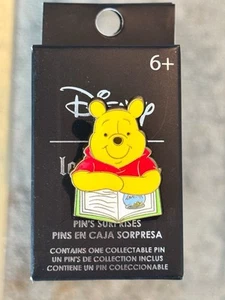 6+
Disney
PIN'S SURPRISES
PINS EN CAJA SORPRESA
CONTAINS ONE COLLECTABLE PIN
UN PIN'S DE COLLECTION INCLUS
CONTIENE UN PIN COLECCIONABLE